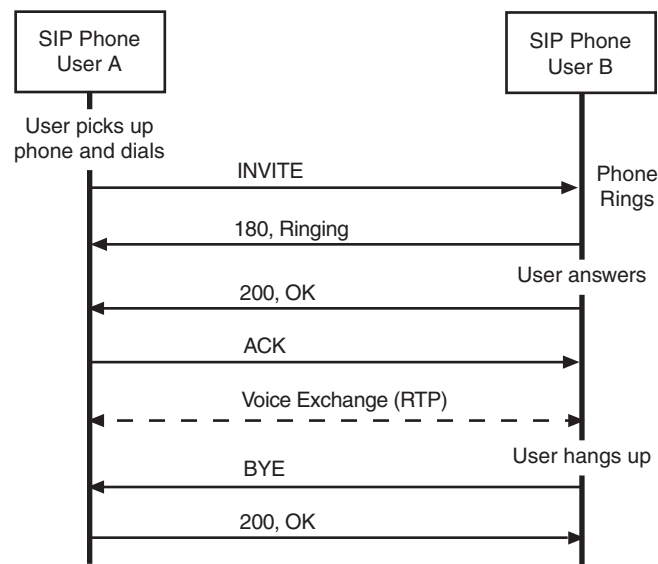 SIP Phone
User A
SIP Phone
User B
User picks up
phone and dials
INVITE
Phone
Rings
180, Ringing
User answers
200, OK
ACK
Voice Exchange (RTP)
User hangs up
BYE
200, OK